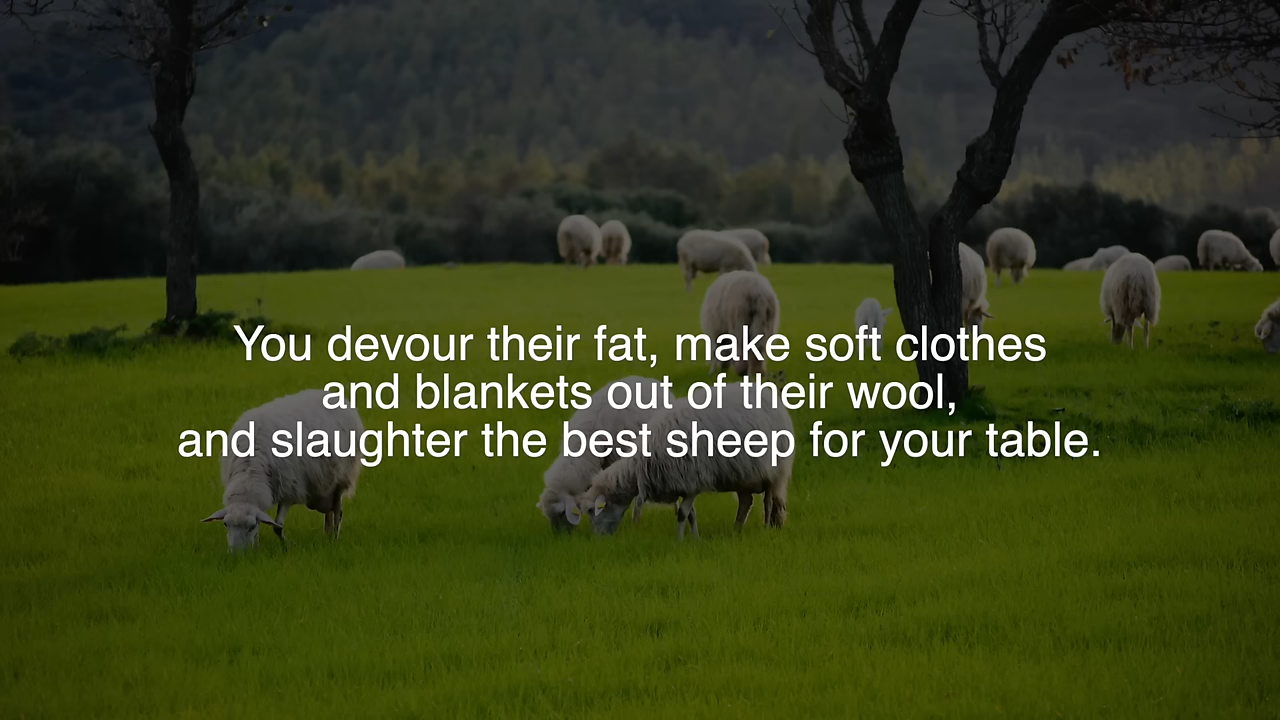 You devour their fat, make soft clothes
and blankets out of their wool,
and slaughter the best sheep for your table.